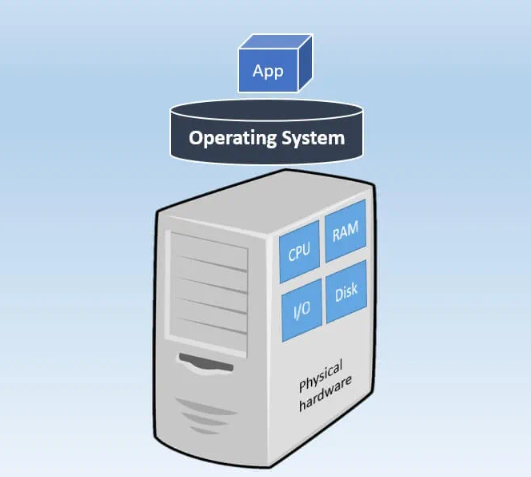 App
Operating System
CPU
RAM
I/O
Disk
Physical
hardware